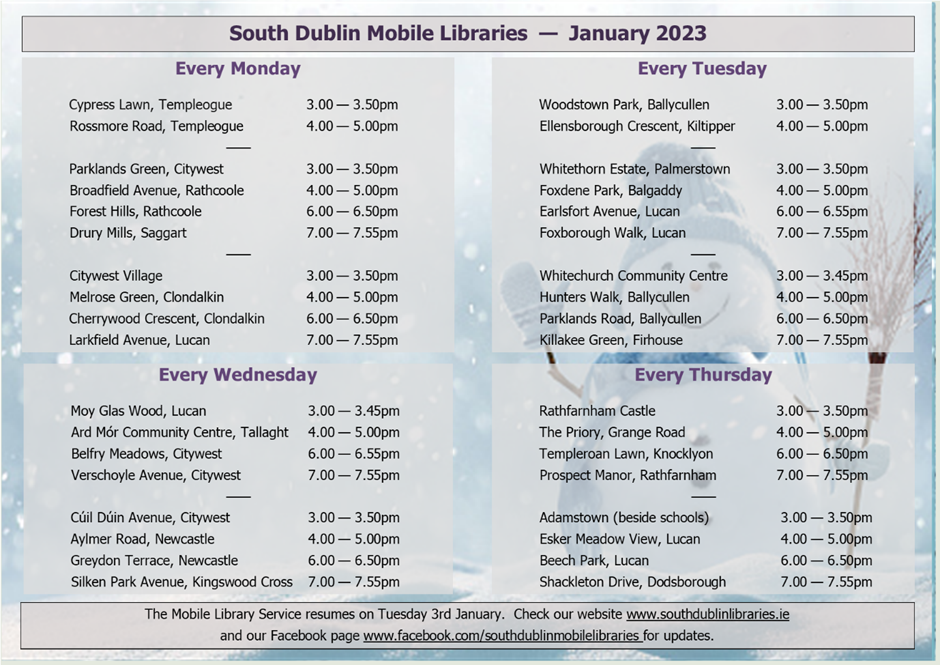 South Dublin Mobile Libraries — January 2023
Every Monday
Cypress Lawn, Templeogue 3.00 — 3.50pm
Rossmore Road, Templeogue 4.00 — 5.00pm
—
Parklands Green, Citywest 3.00 — 3.50pm
Broadfield Avenue, Rathcoole 4.00 — 5.00pm
Forest Hills, Rathcoole 6.00 — 6.50pm
Drury Mills, Saggart 7.00 — 7.55pm
—
Citywest Village 3.00 — 3.50pm
Melrose Green, Clondalkin 4.00 — 5.00pm
Cherrywood Crescent, Clondalkin 6.00 — 6.50pm
Larkfield Avenue, Lucan 7.00 — 7.55pm
Every Tuesday
Woodstown Park, Ballycullen 3.00 — 3.50pm
Ellensborough Crescent, Kiltipper 4.00 — 5.00pm
—
Whitethorn Estate, Palmerstown 3.00 — 3.50pm
Foxdene Park, Balgaddy 4.00 — 5.00pm
Earlsfort Avenue, Lucan 6.00 — 6.55pm
Foxborough Walk, Lucan 7.00 — 7.55pm
—
Whitechurch Community Centre 3.00 — 3.45pm
Hunters Walk, Ballycullen 4.00 — 5.00pm
Parklands Road, Ballycullen 6.00 — 6.50pm
Killakee Green, Firhouse 7.00 — 7.55pm
Every Wednesday
Moy Glas Wood, Lucan 3.00 — 3.45pm
Ard Mór Community Centre, Tallaght 4.00 — 5.00pm
Belfry Meadows, Citywest 6.00 — 6.55pm
Verschoyle Avenue, Citywest 7.00 — 7.55pm
—
Cúil Dúin Avenue, Citywest 3.00 — 3.50pm
Aylmer Road, Newcastle 4.00 — 5.00pm
Greydon Terrace, Newcastle 6.00 — 6.50pm
Silken Park Avenue, Kingswood Cross 7.00 — 7.55pm
Every Thursday
Rathfarnham Castle 3.00 — 3.50pm
The Priory, Grange Road 4.00 — 5.00pm
Templeroan Lawn, Knocklyon 6.00 — 6.50pm
Prospect Manor, Rathfarnham 7.00 — 7.55pm
—
Adamstown (beside schools) 3.00 — 3.50pm
Esker Meadow View, Lucan 4.00 — 5.00pm
Beech Park, Lucan 6.00 — 6.50pm
Shackleton Drive, Dodsborough 7.00 — 7.55pm
The Mobile Library Service resumes on Tuesday 3rd January. Check our website www.southdublinlibraries.ie
and our Facebook page www.facebook.com/southdublinmobilelibraries for updates.